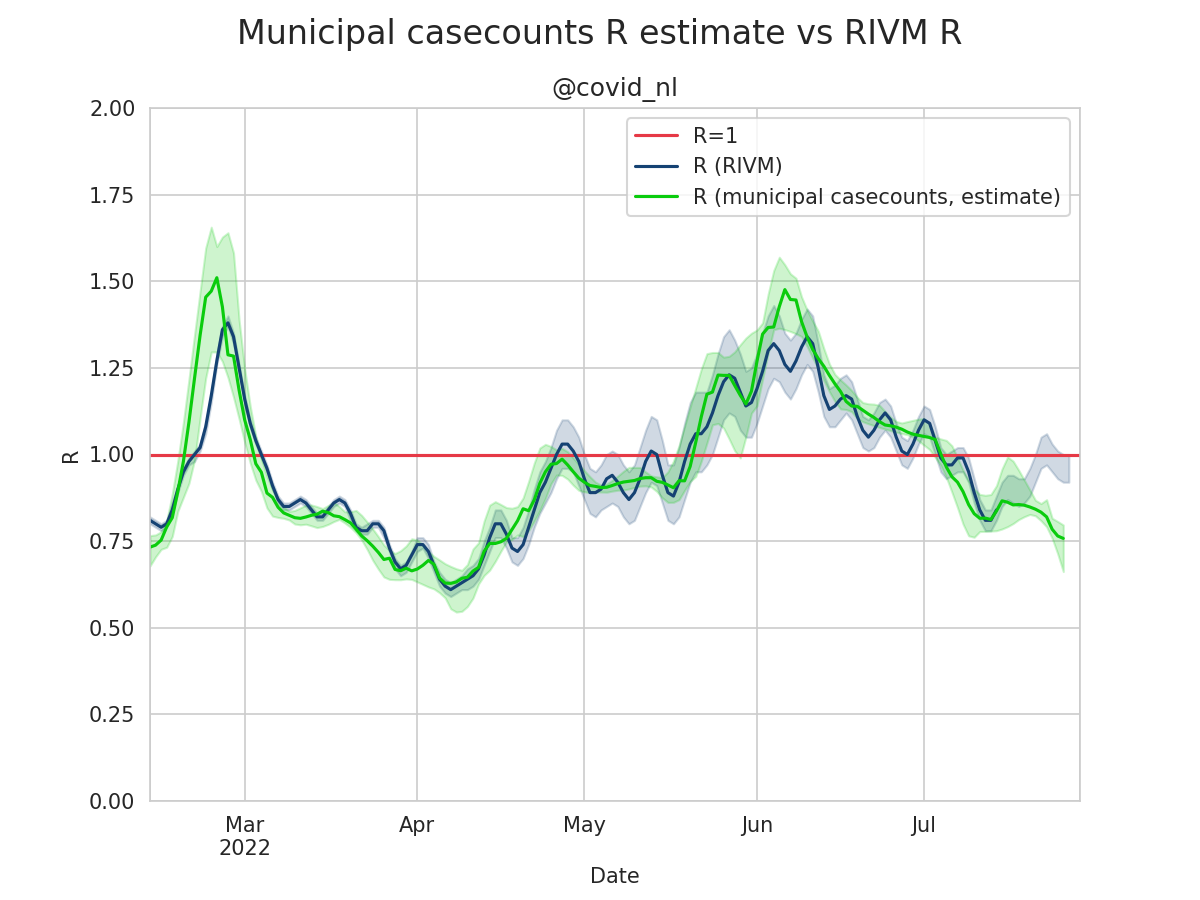 Municipal casecounts R estimate vs RIVM R
@covid_nl
R=1
R (RIVM)
R (municipal casecounts, estimate)
2.00
1.75
1.50
1.25
1.00
0.75
0.50
0.25
0.00
R
Mar
2022
Apr
May
Jun
Jul
Date